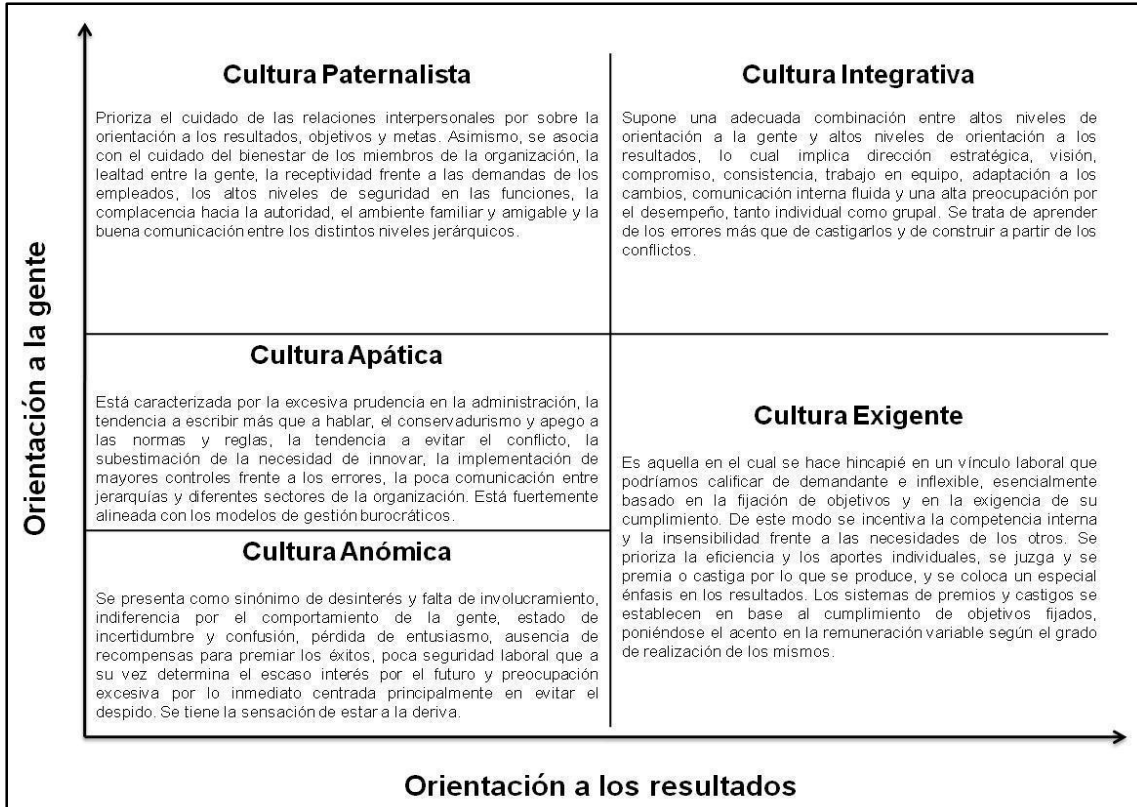 Orientación a la gente
Cultura Paternalista
Prioriza el cuidado de las relaciones interpersonales por sobre la
orientación a los resultados, objetivos y metas. Asimismo, se asocia
con el cuidado del bienestar de los miembros de la organización, la
lealtad entre la gente, la receptividad frente a las demandas de los
empleados, los altos niveles de seguridad en las funciones, la
complacencia hacia la autoridad, el ambiente familiar y amigable y la
buena comunicación entre los distintos niveles jerárquicos.
Cultura Integrativa
Supone una adecuada combinación entre altos niveles de
orientación a la gente y altos niveles de orientación a los
resultados, lo cual implica dirección estratégica, visión,
compromiso, consistencia, trabajo en equipo, adaptación a los
cambios, comunicación interna fluida y una alta preocupación por
el desempeño, tanto individual como grupal. Se trata de aprender
de los errores más que de castigarlos y de construir a partir de los
conflictos.
Cultura Apática
Está caracterizada por la excesiva prudencia en la administración, la
tendencia a escribir más que a hablar, el conservadurismo y apego a
las normas y reglas, la tendencia a evitar el conflicto, la
subestimación de la necesidad de innovar, la implementación de
mayores controles frente a los errores, la poca comunicación entre
jerarquías y diferentes sectores de la organización. Está fuertemente
alineada con los modelos de gestión burocráticos.
Cultura Anómica
Se presenta como sinónimo de desinterés y falta de involucramiento,
indiferencia por el comportamiento de la gente, estado de
incertidumbre y confusión, pérdida de entusiasmo, ausencia de
recompensas para premiar los éxitos, poca seguridad laboral que a
su vez determina el escaso interés por el futuro y preocupación
excesiva por lo inmediato centrada principalmente en evitar el
despido. Se tiene la sensación de estar a la deriva.
Cultura Exigente
Es aquella en el cual se hace hincapié en un vínculo laboral que
podríamos calificar de demandante e inflexible, esencialmente
basado en la fijación de objetivos y en la exigencia de su
cumplimiento. De este modo se incentiva la competencia interna
y la insensibilidad frente a las necesidades de los otros. Se
prioriza la eficiencia y los aportes individuales, se juzga y se
premia o castiga por lo que se produce, y se coloca un especial
énfasis en los resultados. Los sistemas de premios y castigos se
establecen en base al cumplimiento de objetivos fijados,
poniéndose el acento en la remuneración variable según el grado
de realización de los mismos.
Orientación a los resultados